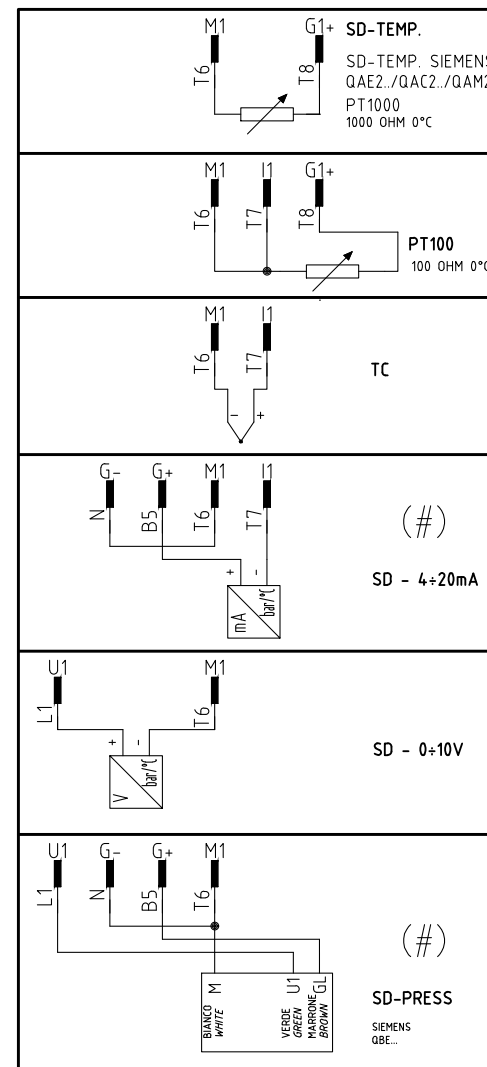 M1 G1+ SD-TEMP.
T6 T8
SD-TEMP. SIEMENS
QAE2../QAC2../QAM2
PT1000
1000 OHM 0°C
M1 I1 G1+
T6 T7 T8
PT100
100 OHM 0°C
M1 I1
T6 T7
TC
- +
G- G+ M1 I1
N B5 T6 T7
(#)
+ -
mA bar/°C
SD - 4÷20mA
U1 M1
L1 T6
+ -
V bar/°C
SD - 0÷10V
U1 G- G+ M1
L1 N B5 T6
(#)
M U1 GL
BIANCO VERDE MARRONE
WHITE GREEN BROWN
SD-PRESS
SIEMENS
QBE...